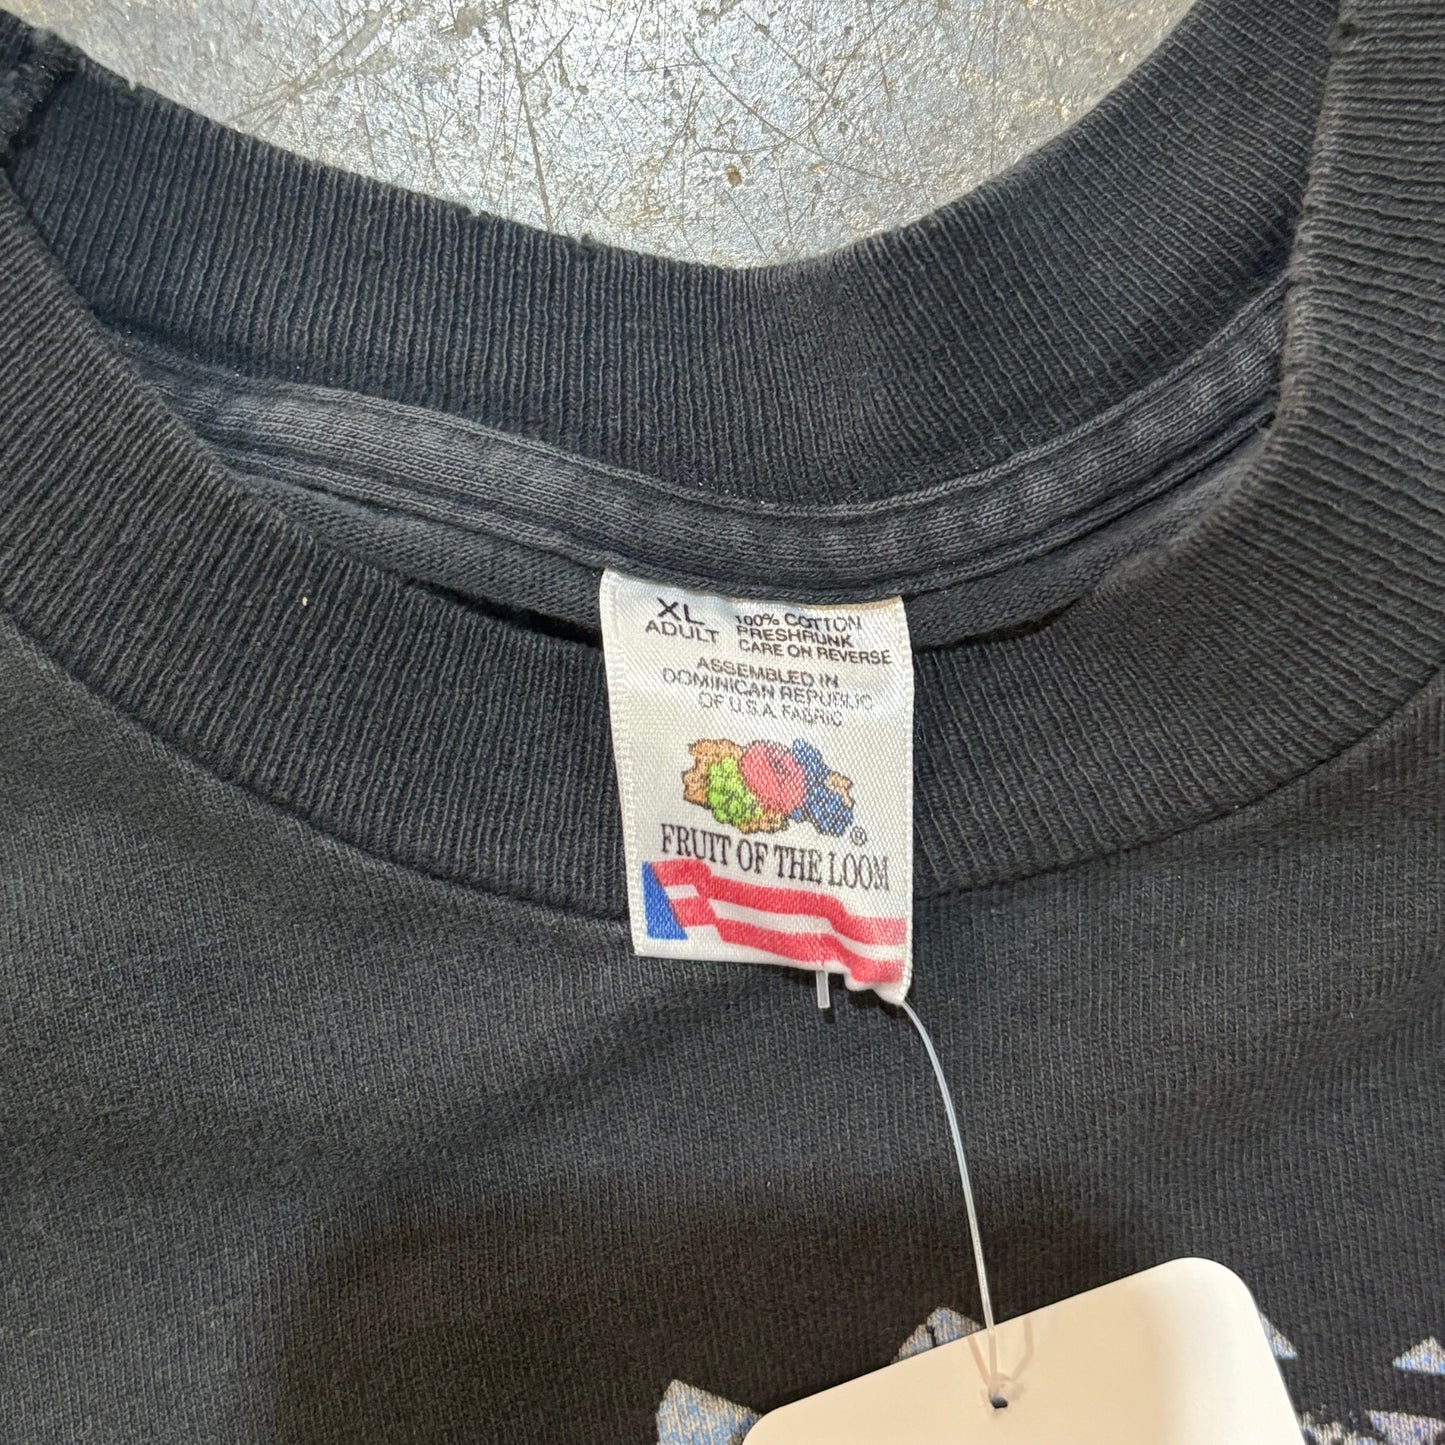 XL
ADULT
100% COTTON
PRESHRUNK
CARE ON REVERSE
ASSEMBLED IN
DOMINICAN REPUBLIC
OF U.S.A. FABRIC
®
FRUIT OF THE LOOM